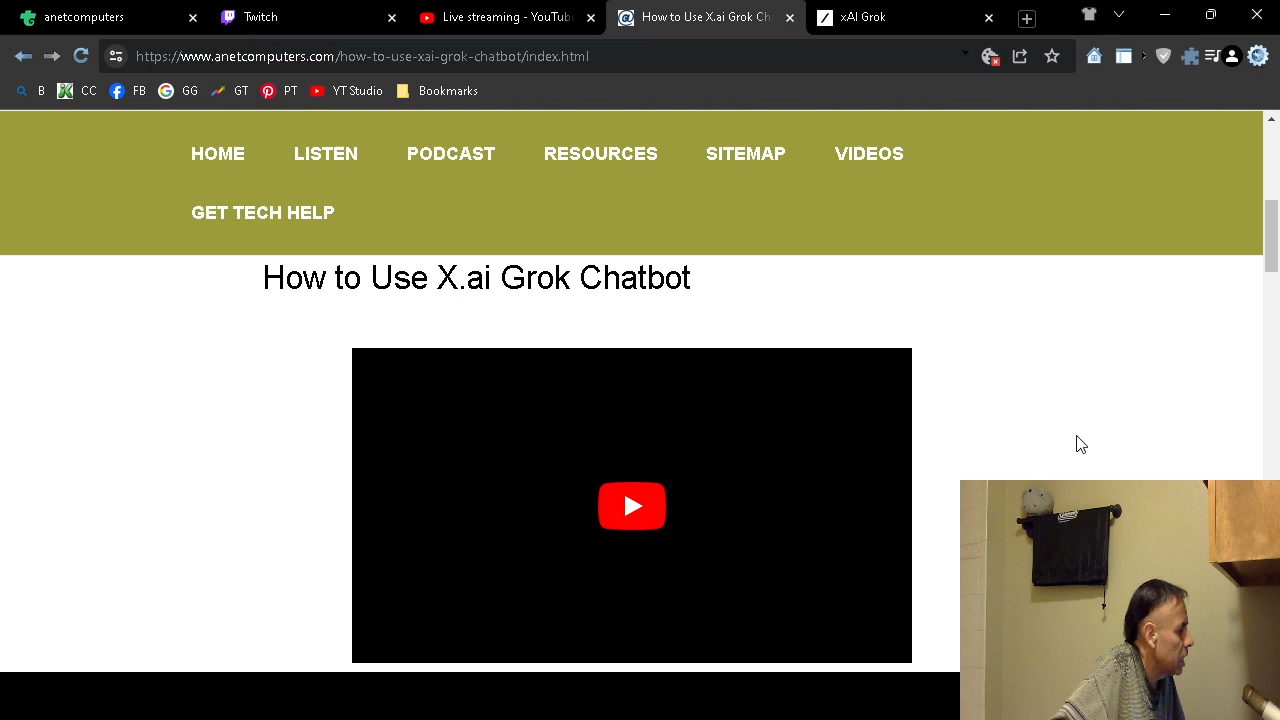 anetcomputers
Twitch
Live streaming - YouTub
How to Use X.ai Grok Ch
xAI Grok
https://www.anetcomputers.com/how-to-use-xai-grok-chatbot/index.html
B CC FB GG GT PT YT Studio Bookmarks
HOME LISTEN PODCAST RESOURCES SITEMAP VIDEOS
GET TECH HELP
How to Use X.ai Grok Chatbot